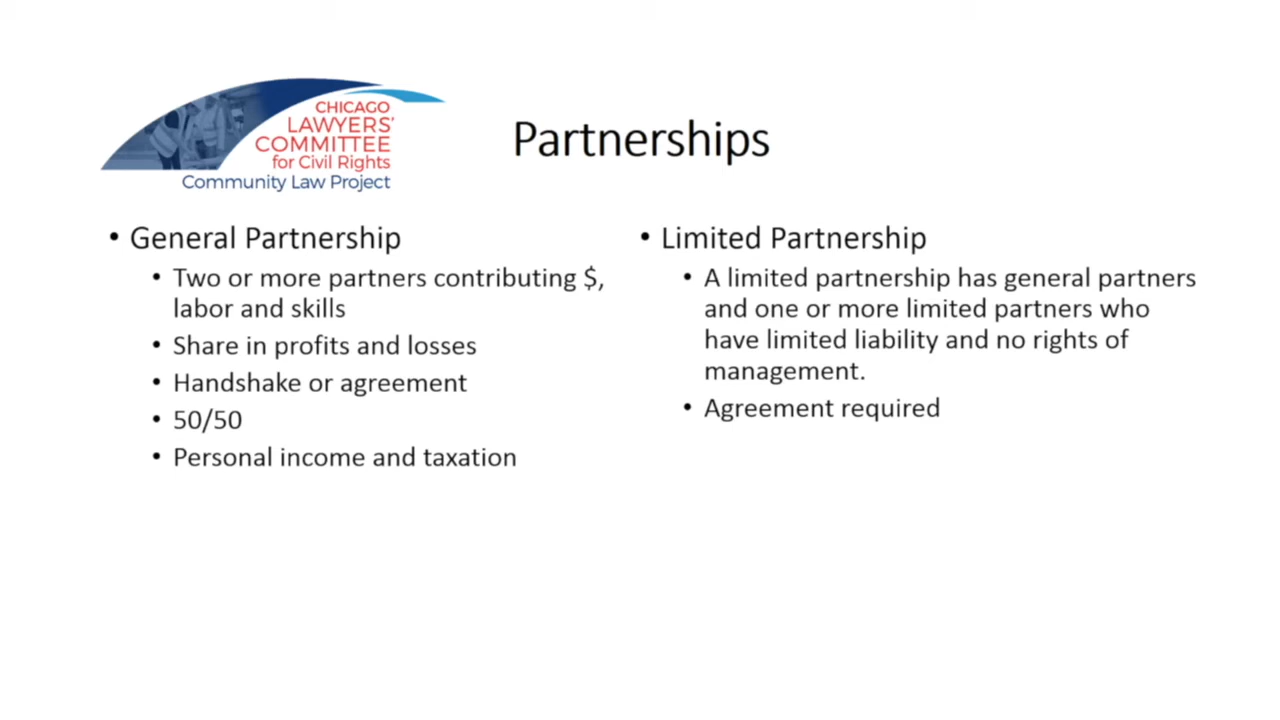 CHICAGO
LAWYERS'
COMMITTEE
for Civil Rights
Community Law Project
Partnerships
• General Partnership
• Two or more partners contributing $,
labor and skills
• Share in profits and losses
• Handshake or agreement
• 50/50
• Personal income and taxation
• Limited Partnership
• A limited partnership has general partners
and one or more limited partners who
have limited liability and no rights of
management.
• Agreement required